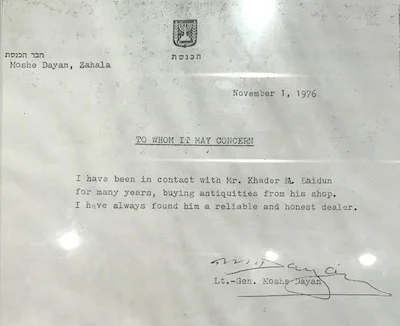 הכנסת
חבר הכנסת
Moshe Dayan, Zahala
November 1, 1976
TO WHOM IT MAY CONCERN
I have been in contact with Mr. Khader M. Baidun
for many years, buying antiquities from his shop.
I have always found him a reliable and honest dealer.
M. Dayan
Lt.-Gen. Moshe Dayan